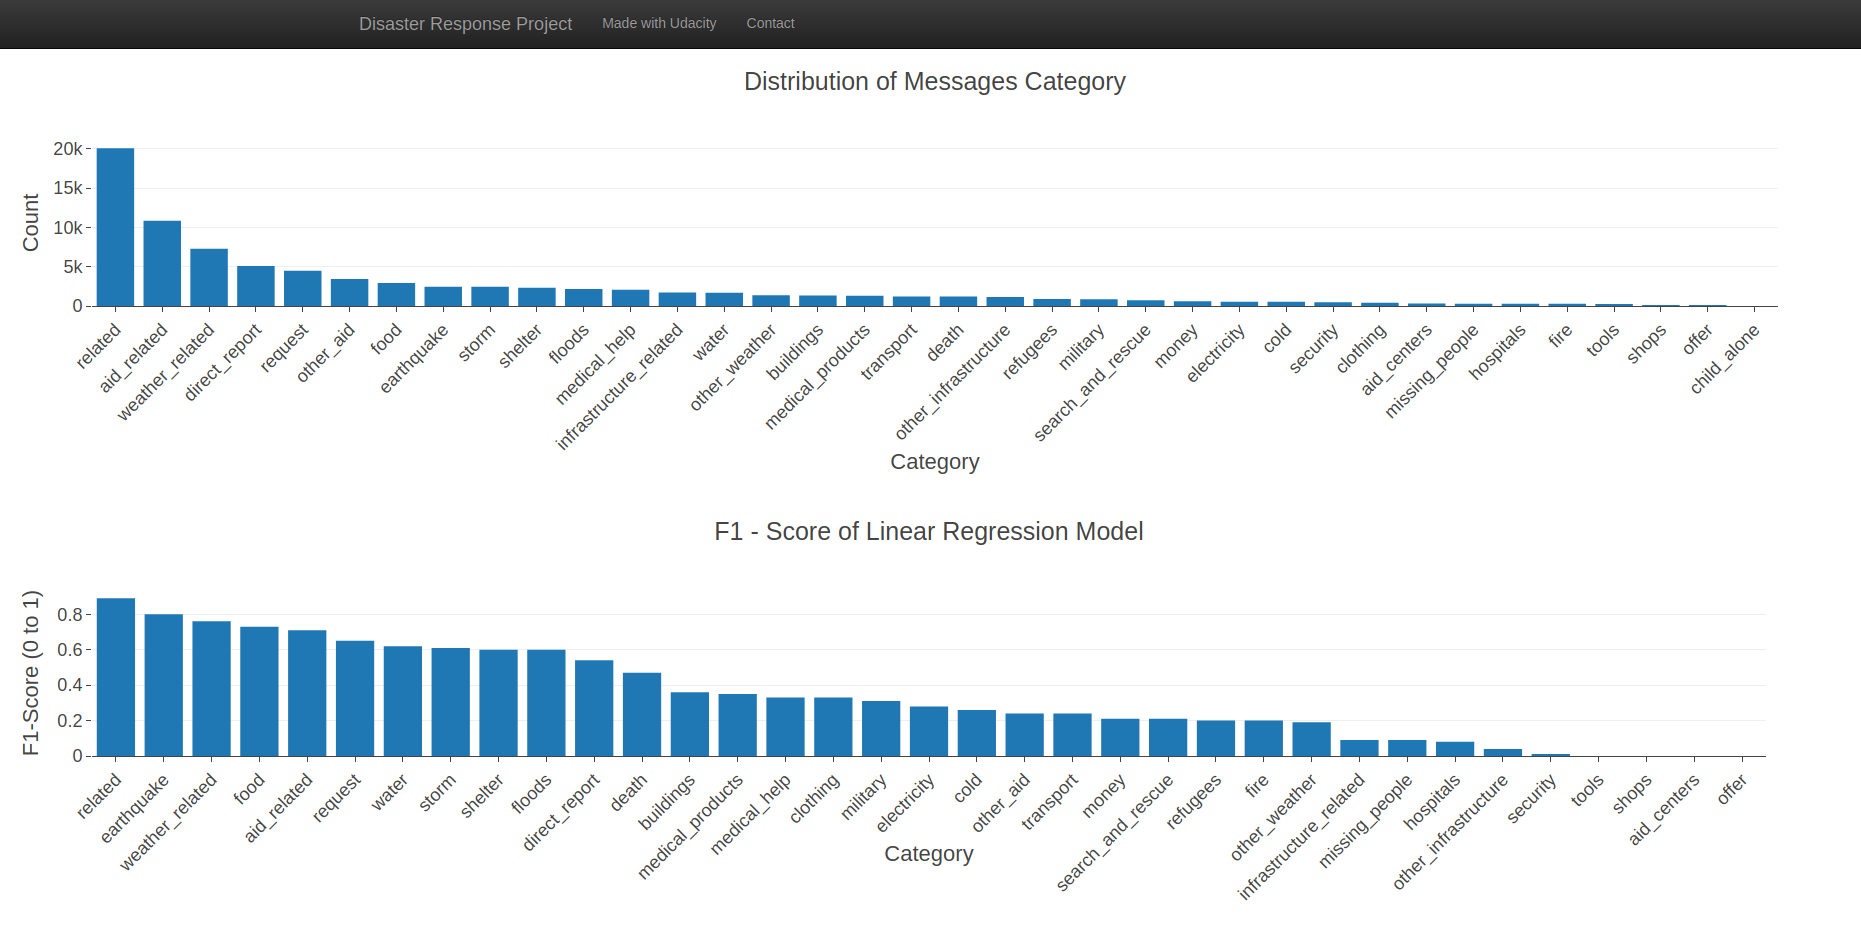 Disaster Response Project Made with Udacity Contact
Distribution of Messages Category
20k
15k
10k
5k
0
Count
related
aid_related
weather_related
direct_report
request
other_aid
food
earthquake
storm
shelter
floods
medical_help
infrastructure_related
water
other_weather
buildings
medical_products
transport
death
other_infrastructure
refugees
military
search_and_rescue
money
electricity
cold
security
clothing
aid_centers
missing_people
hospitals
fire
tools
shops
offer
child_alone
Category
F1 - Score of Linear Regression Model
0.8
0.6
0.4
0.2
0
F1-Score (0 to 1)
related
earthquake
weather_related
food
aid_related
request
water
storm
shelter
floods
direct_report
death
buildings
medical_products
medical_help
clothing
military
electricity
cold
other_aid
transport
money
search_and_rescue
refugees
fire
other_weather
infrastructure_related
missing_people
hospitals
other_infrastructure
security
tools
shops
aid_centers
offer
Category